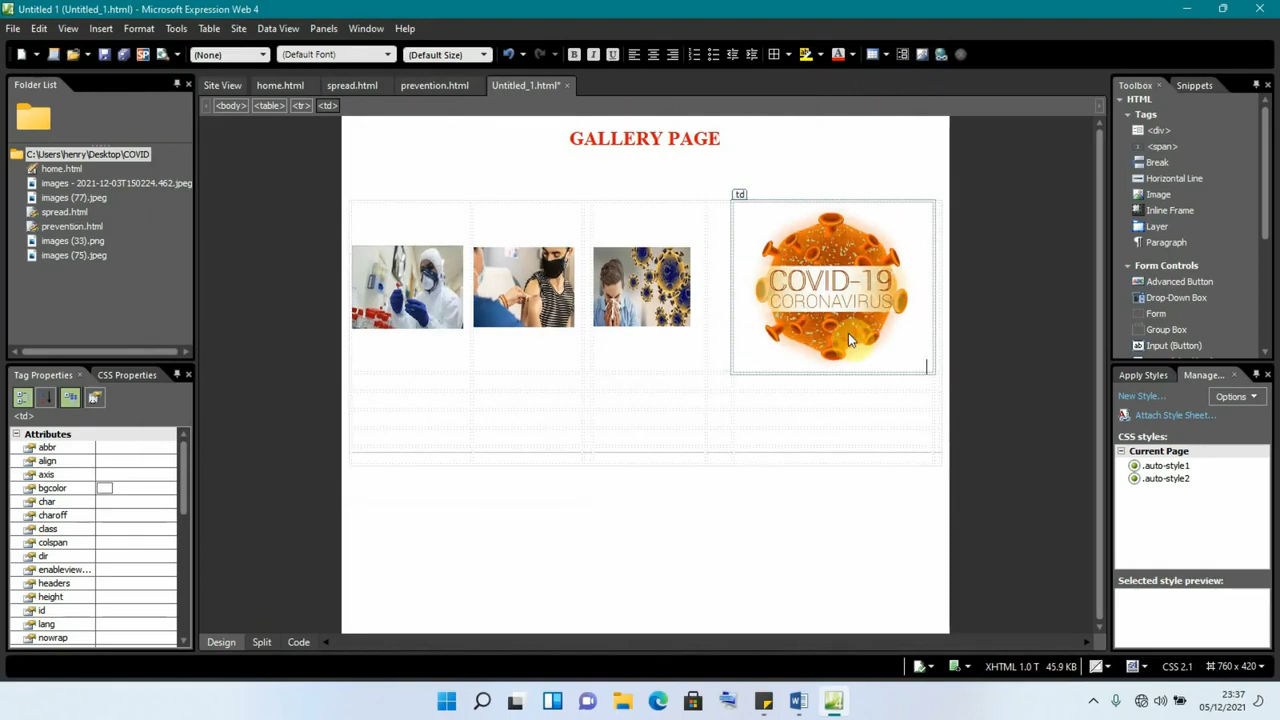 Untitled 1 (Untitled_1.html) - Microsoft Expression Web 4
File Edit View Insert Format Tools Table Site Data View Panels Window Help
(None) (Default Font) (Default Size) B I U A
Folder List
C:\Users\henry\Desktop\COVID
home.html
images - 2021-12-03T150224.462.jpeg
images (77).jpeg
spread.html
prevention.html
images (33).png
images (75).jpeg
Tag Properties CSS Properties
<td>
Attributes
abbr
align
axis
bgcolor
char
charoff
class
colspan
dir
enableview...
headers
height
id
lang
nowrap
Site View home.html spread.html prevention.html Untitled_1.html*
<body> <table> <tr> <td>
GALLERY PAGE
td
COVID-19
CORONAVIRUS
Design Split Code
Toolbox Snippets
HTML
Tags
<div>
<span>
Break
Horizontal Line
Image
Inline Frame
Layer
Paragraph
Form Controls
Advanced Button
Drop-Down Box
Form
Group Box
Input (Button)
Apply Styles Manage...
New Style... Options
Attach Style Sheet...
CSS styles:
Current Page
.auto-style1
.auto-style2
Selected style preview:
XHTML 1.0 T 45.9 KB CSS 2.1 760 x 420
23:37
05/12/2021